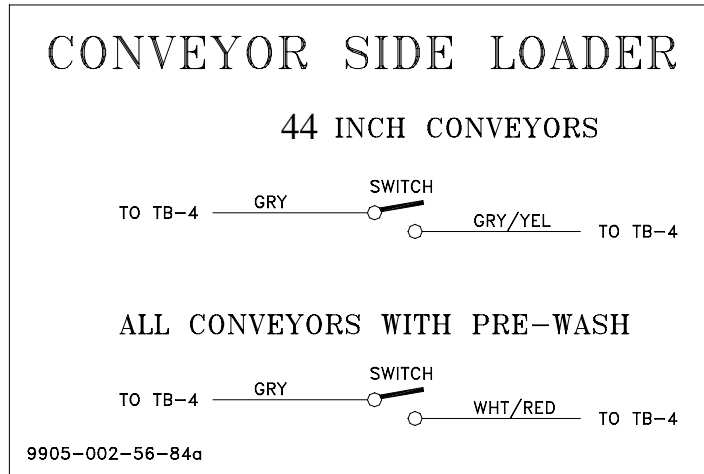 CONVEYOR SIDE LOADER
44 INCH CONVEYORS
SWITCH
TO TB-4 GRY
GRY/YEL TO TB-4
ALL CONVEYORS WITH PRE-WASH
SWITCH
TO TB-4 GRY
WHT/RED TO TB-4
9905-002-56-84a